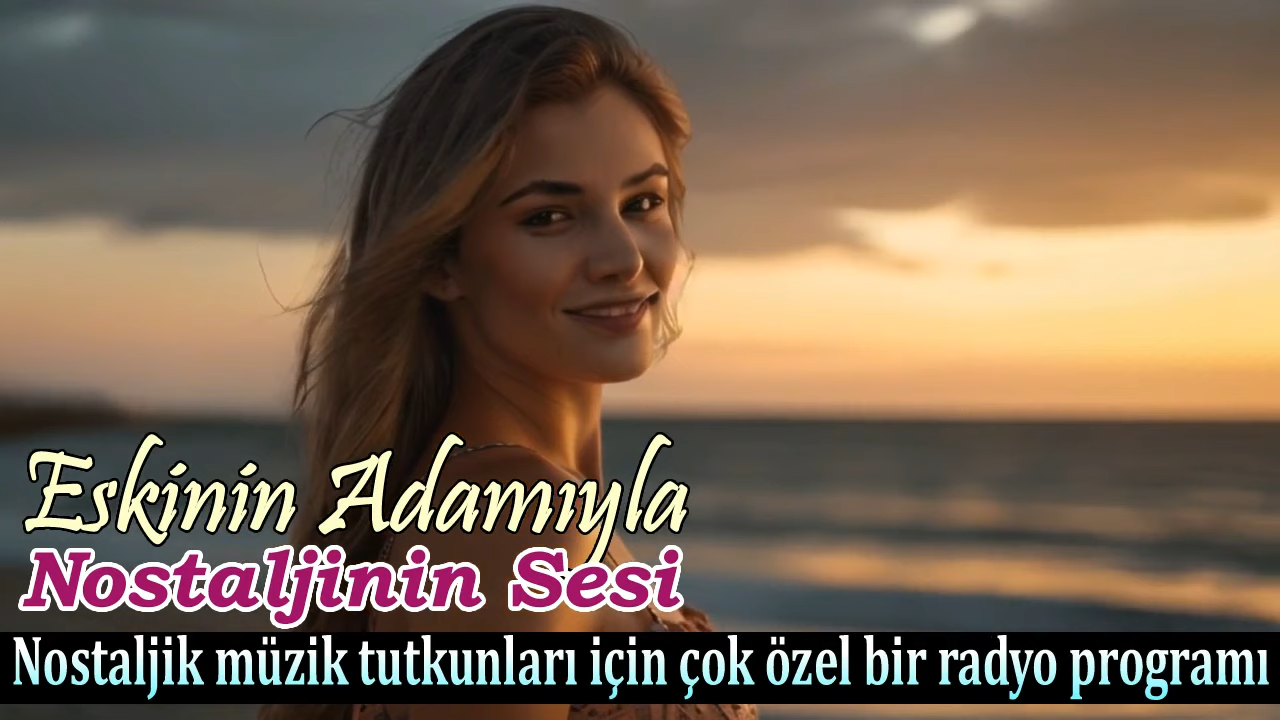 Eskinin Adamıyla
Nostaljinin Sesi
Nostaljik müzik tutkunları için çok özel bir radyo programı